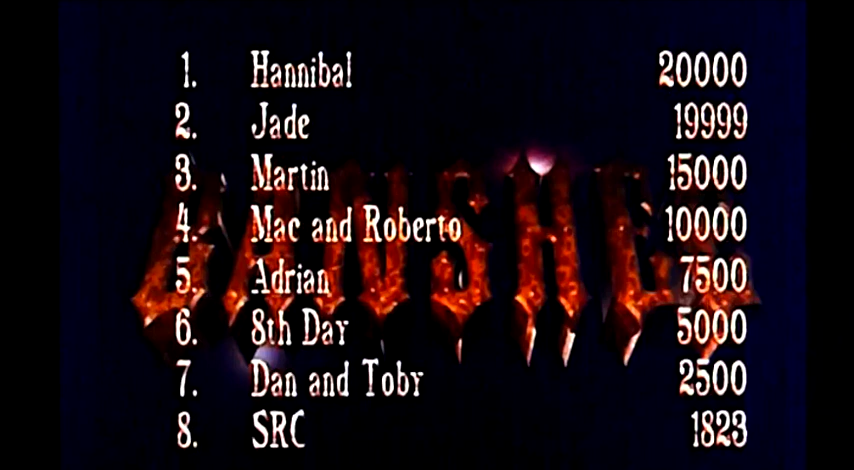 1. Hannibal 20000
2. Jade 19999
3. Martin 15000
4. Mac and Roberto 10000
5. Adrian 7500
6. 8th Day 5000
7. Dan and Toby 2500
8. SRC 1823
BANSHEE